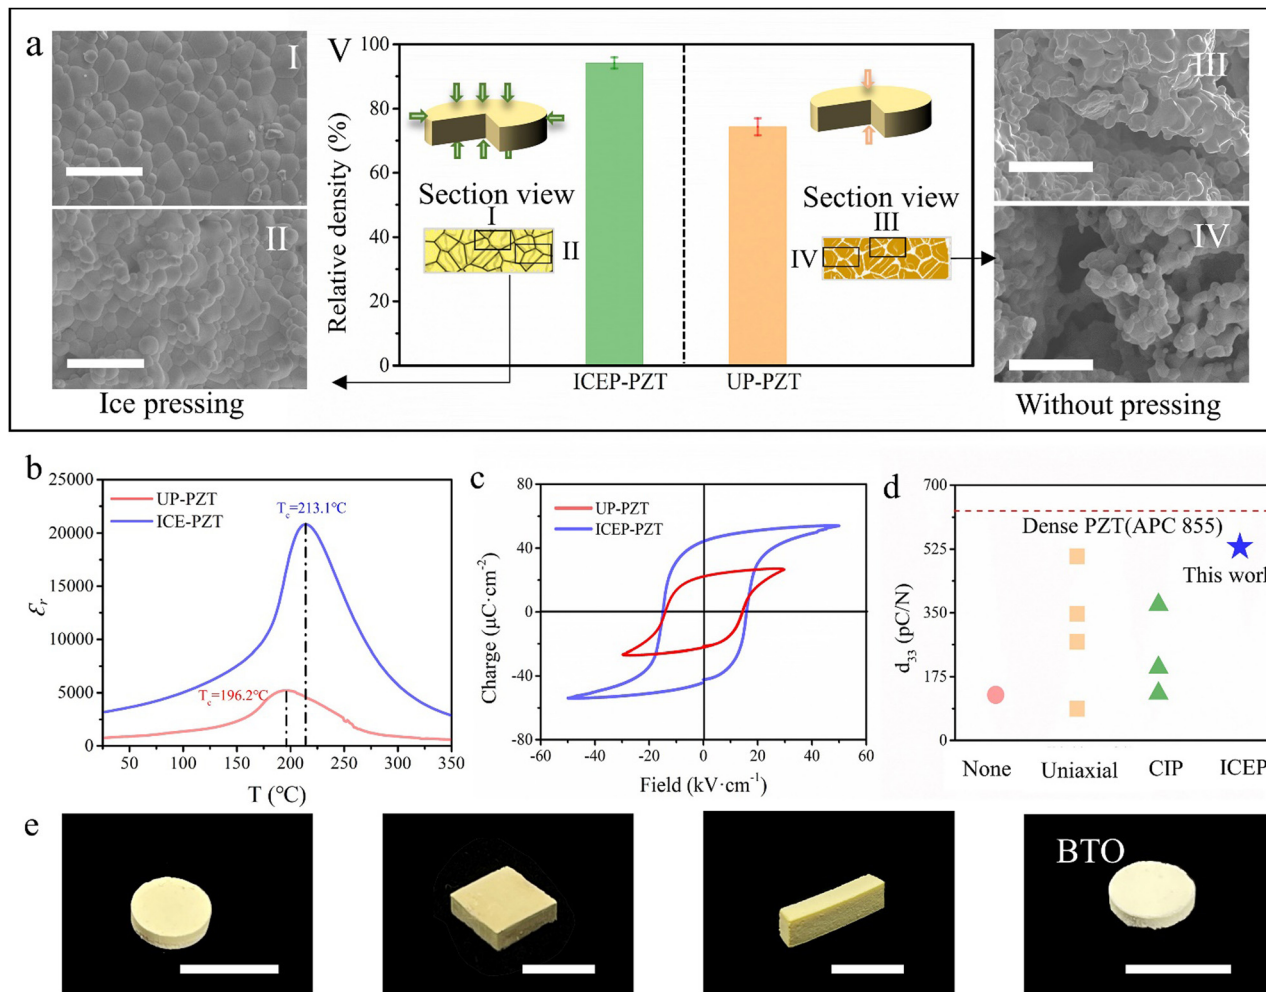 a
I
II
Ice pressing
V
Relative density (%)
100
80
60
40
20
0
Section view
I
II
ICEP-PZT
Section view
III
IV
UP-PZT
III
IV
Without pressing
b
25000
20000
15000
10000
5000
0
εr
UP-PZT
ICE-PZT
Tc=213.1℃
Tc=196.2℃
50 100 150 200 250 300 350
T (℃)
c
80
40
0
-40
-80
Charge (μC·cm-2)
UP-PZT
ICEP-PZT
-60 -40 -20 0 20 40 60
Field (kV·cm-1)
d
700
525
350
175
0
d33 (pC/N)
Dense PZT(APC 855)
This work
None Uniaxial CIP ICEP
e
BTO